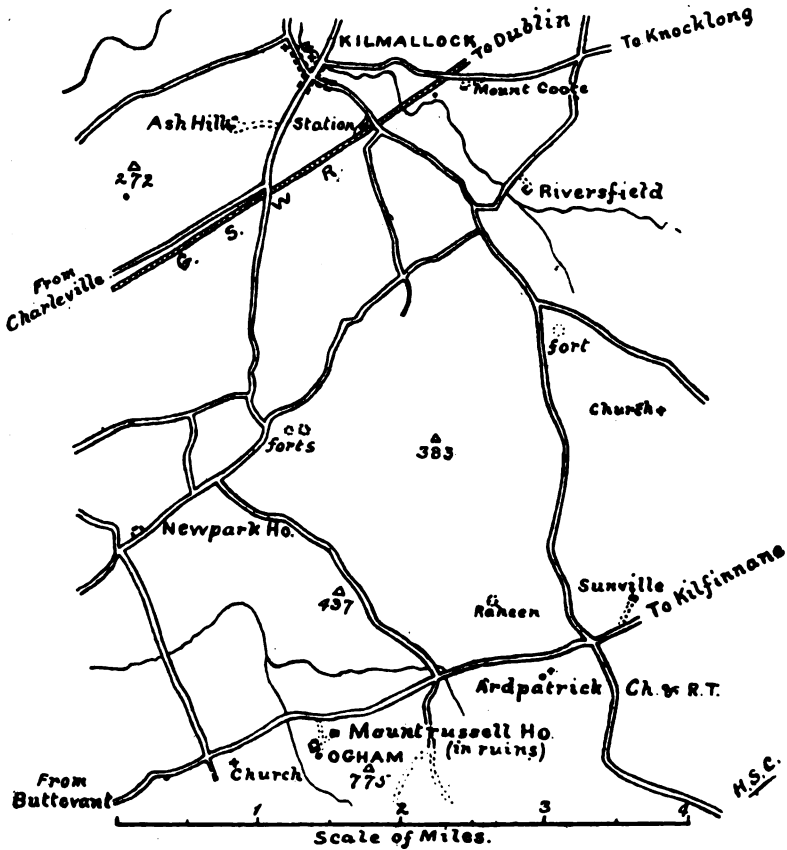 KILMALLOCK
To Dublin
To Knocklong
Mount Coote
Ash Hill
Station
272
G. S. W R.
Riversfield
From
Charleville
fort
Church
forts
383
Newpark Ho.
437
Raheen
Sunville
To Kilfinnane
Ardpatrick
Ch. & R.T.
Mountrussell Ho
(in ruins)
OGHAM
775
Church
From
Buttevant
H.S.C.
1 2 3 4
Scale of Miles.